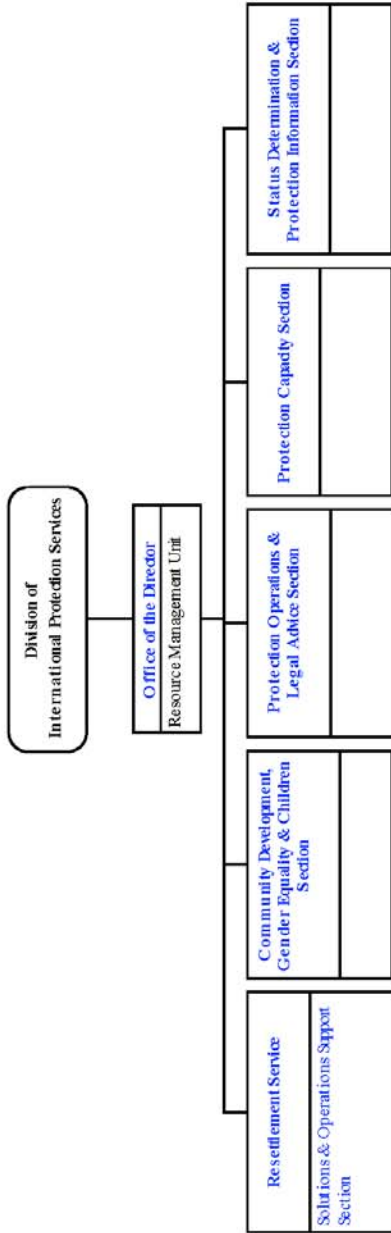 Division of
International Protection Services
Office of the Director
Resource Management Unit
Resettlement Service
Solutions & Operations Support
Section
Community Development,
Gender Equality & Children
Section
Protection Operations &
Legal Advice Section
Protection Capacity Section
Status Determination &
Protection Information Section